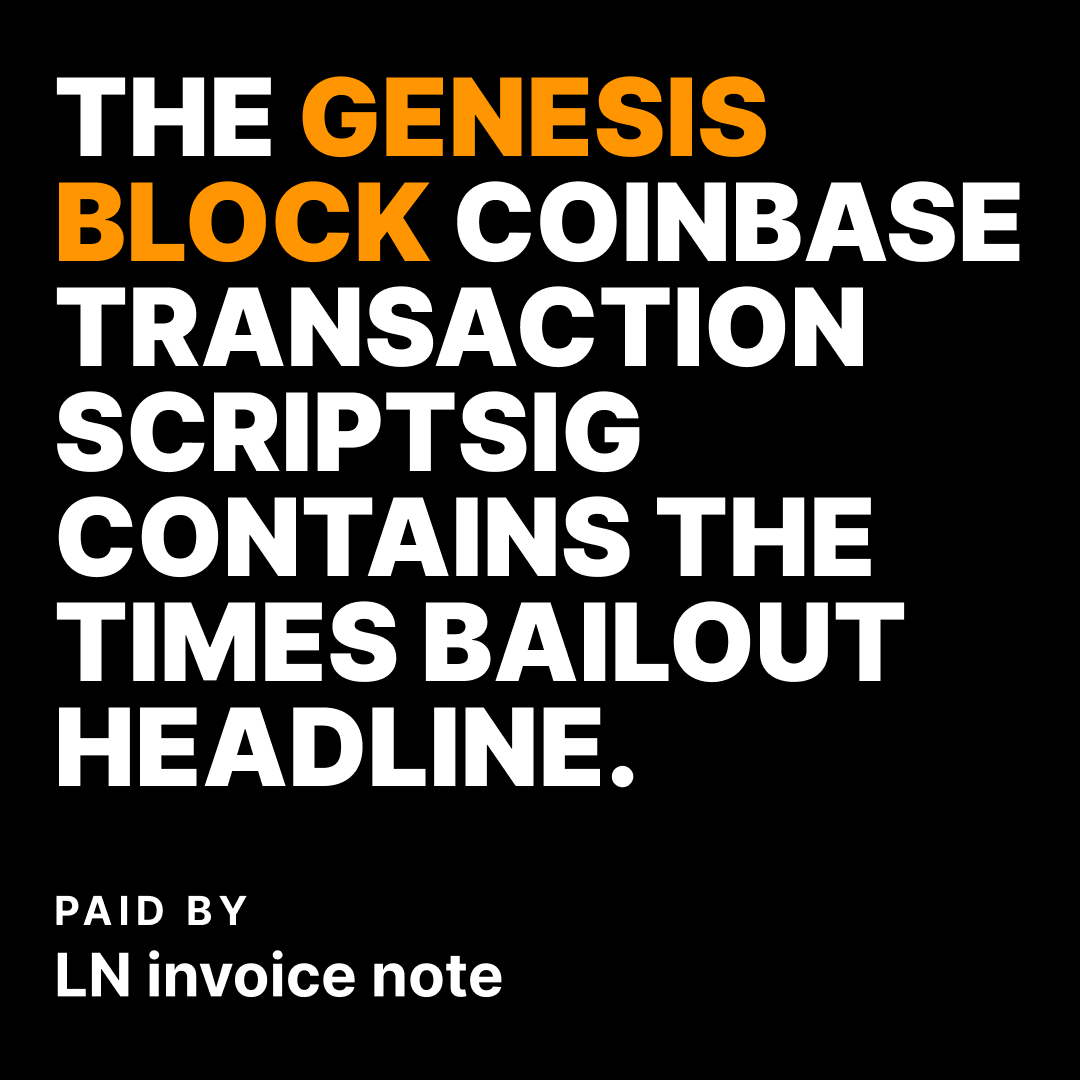 THE GENESIS
BLOCK COINBASE
TRANSACTION
SCRIPTSIG
CONTAINS THE
TIMES BAILOUT
HEADLINE.
PAID BY
LN invoice note